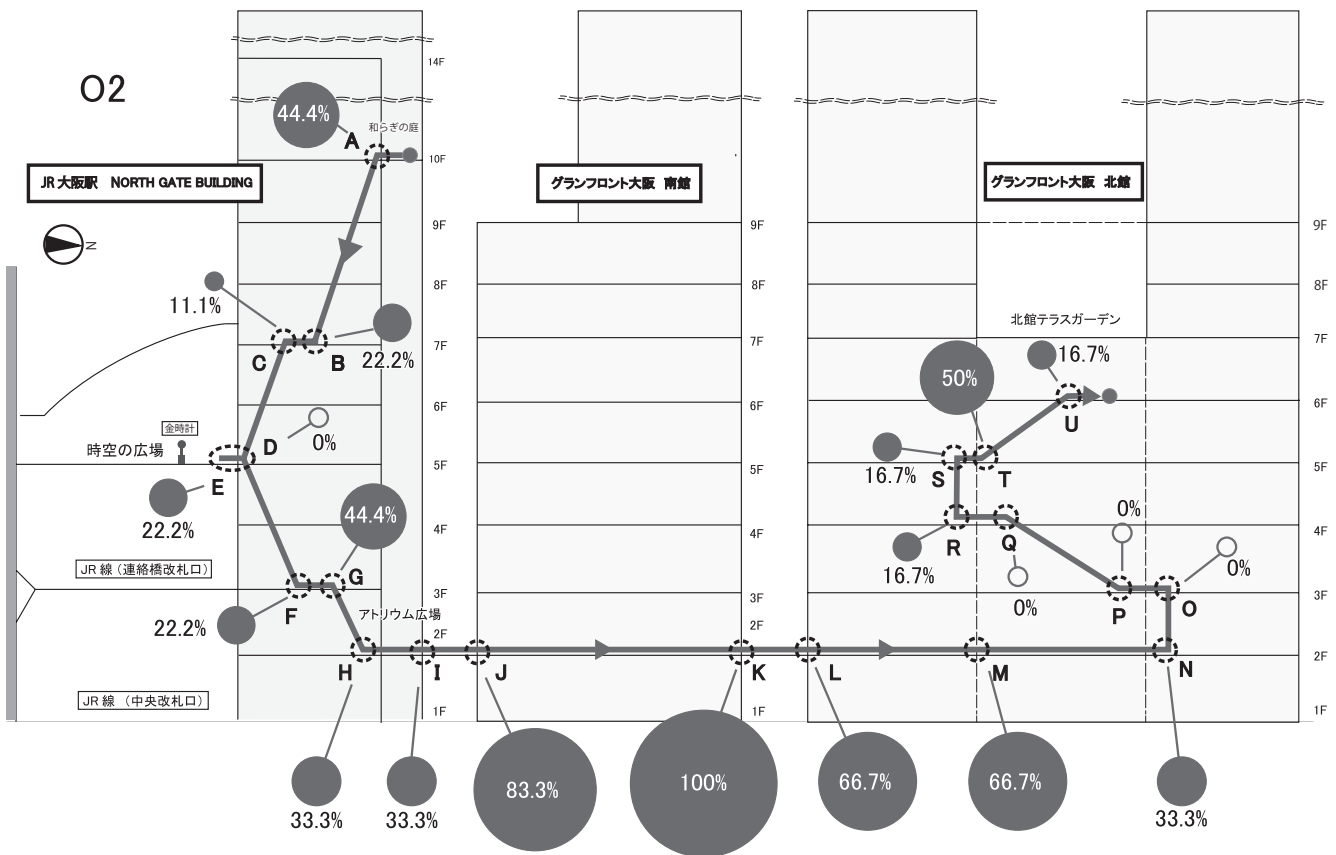 O2
14F
44.4%
A
和らぎの庭
10F
JR 大阪駅 NORTH GATE BUILDING
グランフロント大阪 南館
グランフロント大阪 北館
N
9F
9F
9F
8F
8F
8F
11.1%
C
B
22.2%
7F
7F
7F
北館テラスガーデン
16.7%
50%
U
6F
6F
6F
金時計
時空の広場
D
0%
E
22.2%
5F
5F
5F
S
T
16.7%
44.4%
4F
4F
4F
R
Q
16.7%
0%
0%
0%
JR 線 (連絡橋改札口)
F
G
22.2%
3F
3F
3F
P
O
アトリウム広場
2F
2F
2F
2F
H
I
J
K
L
M
N
JR 線 (中央改札口)
1F
1F
1F
33.3%
33.3%
83.3%
100%
66.7%
66.7%
33.3%